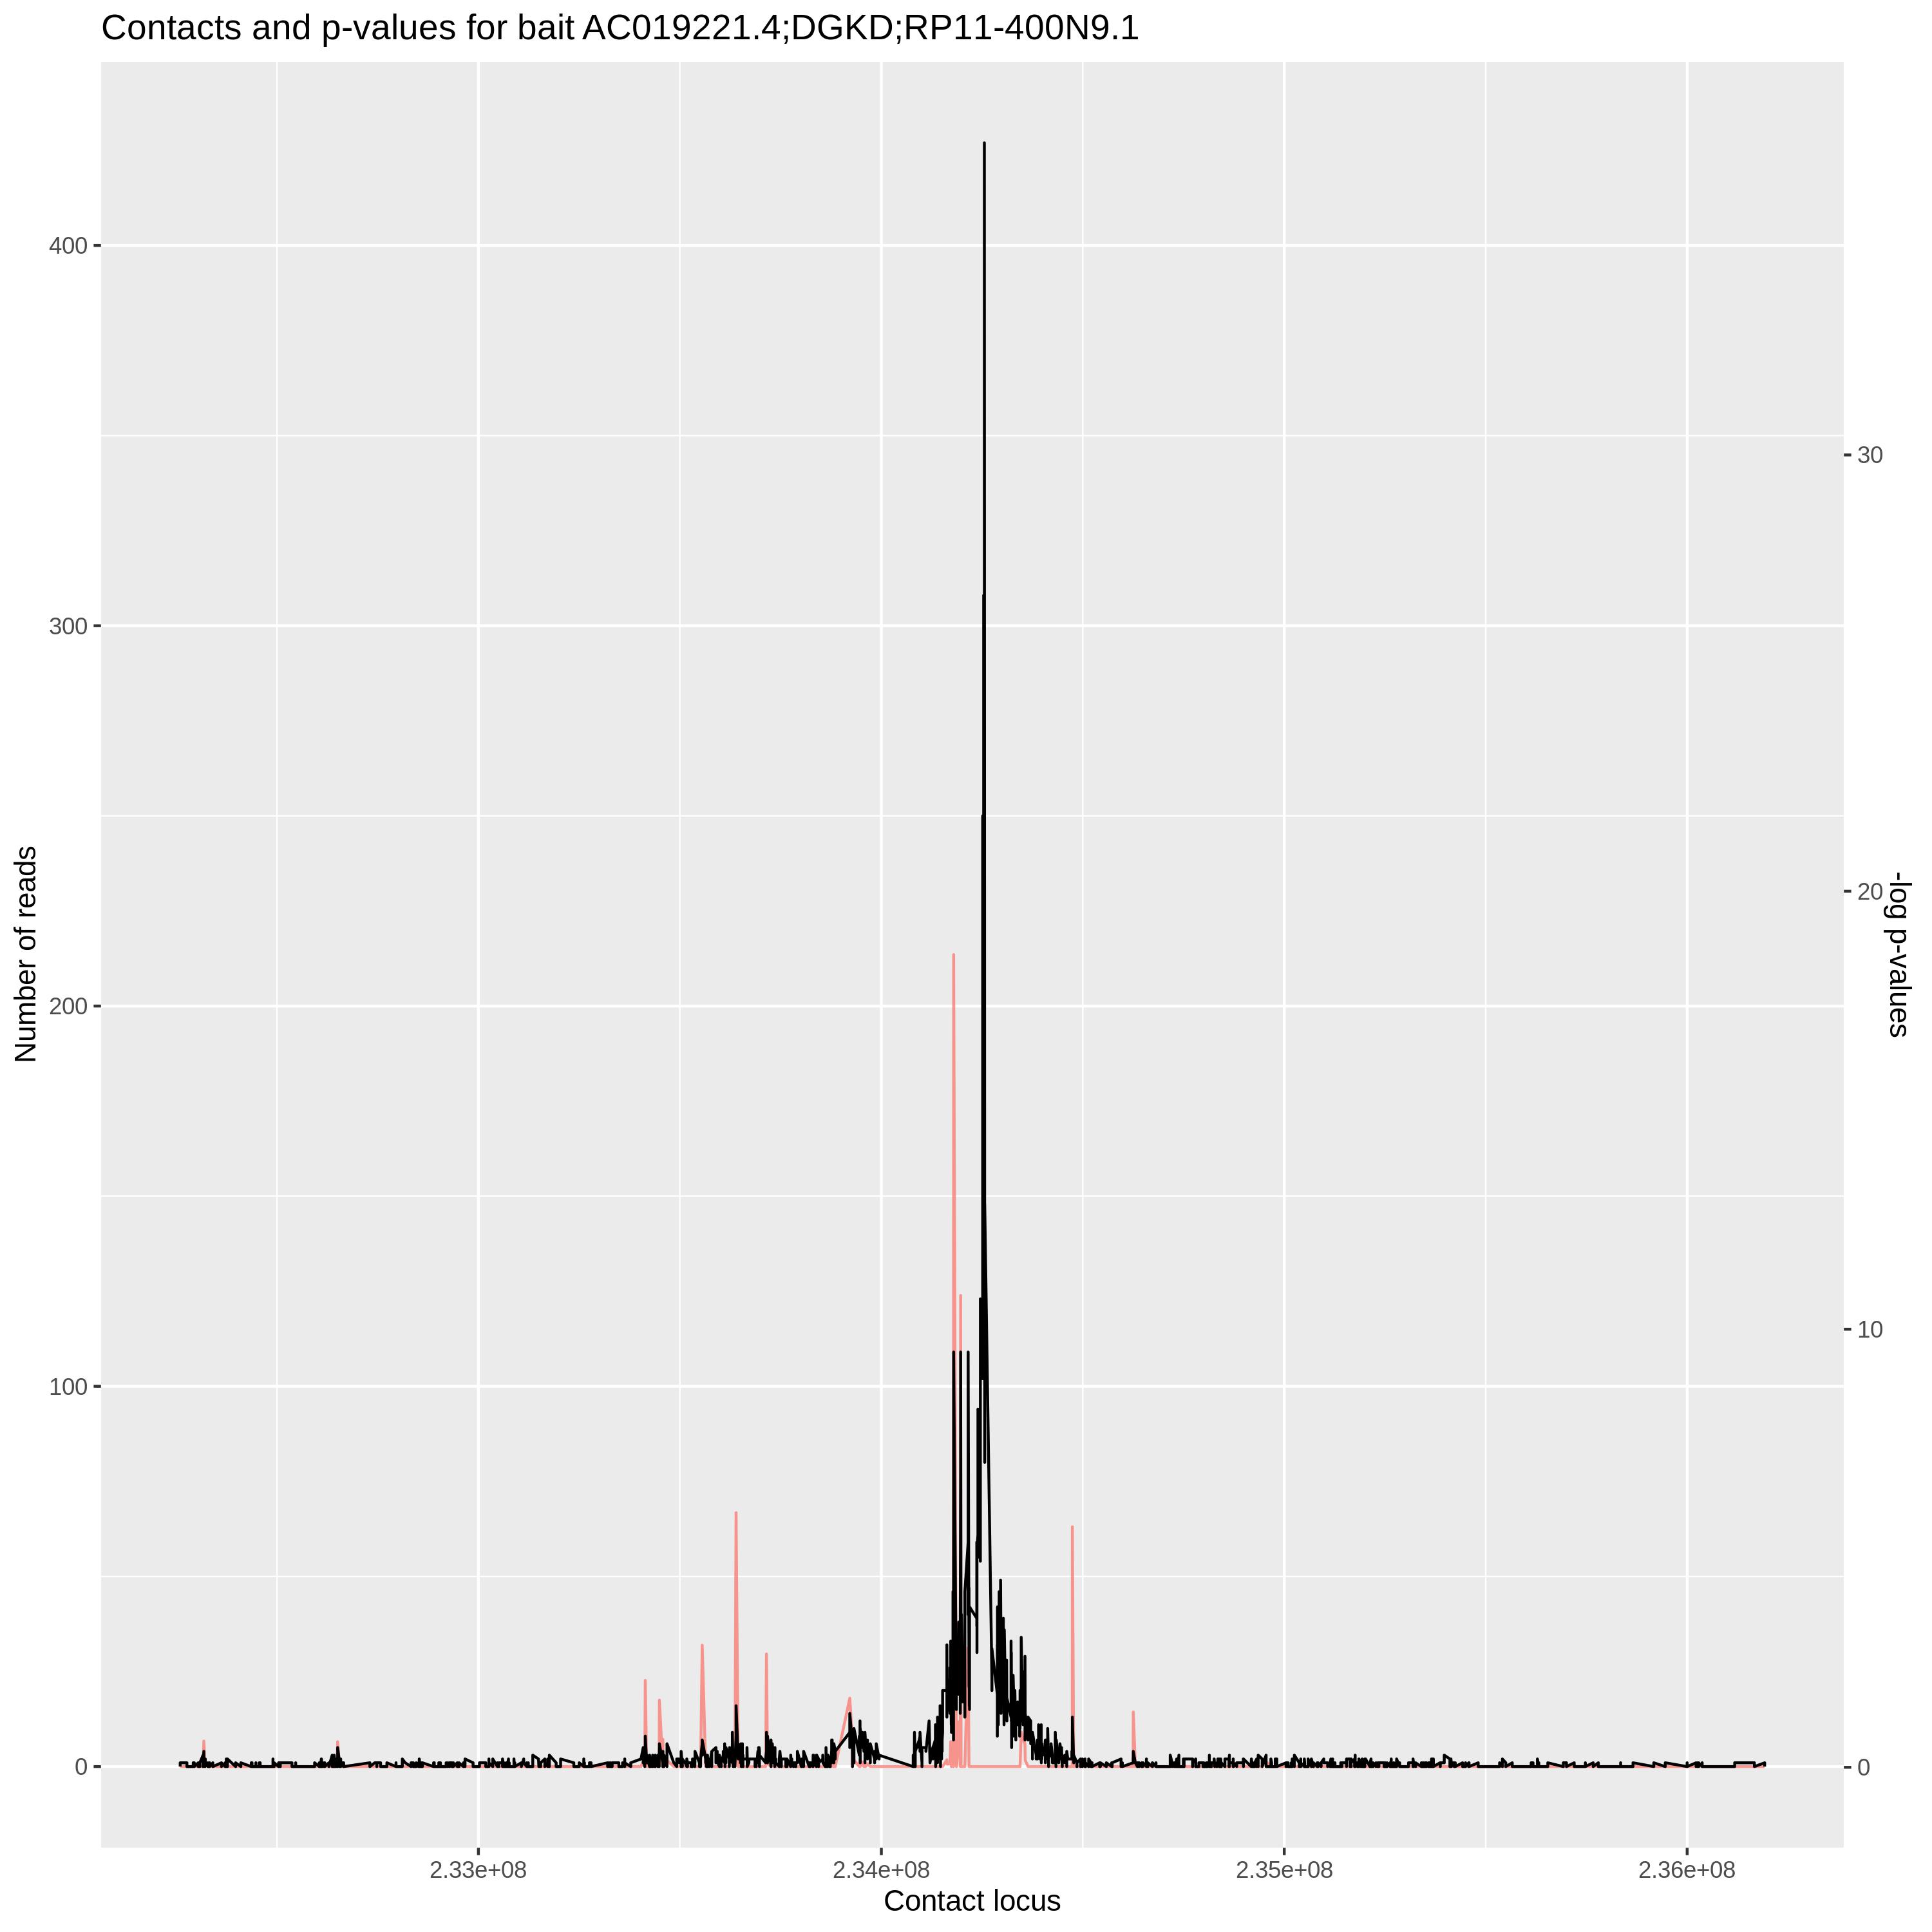 Contacts and p-values for bait AC019221.4;DGKD;RP11-400N9.1
400
300
200
100
0
Number of reads
30
20
10
0
-log p-values
2.33e+08
2.34e+08
2.35e+08
2.36e+08
Contact locus